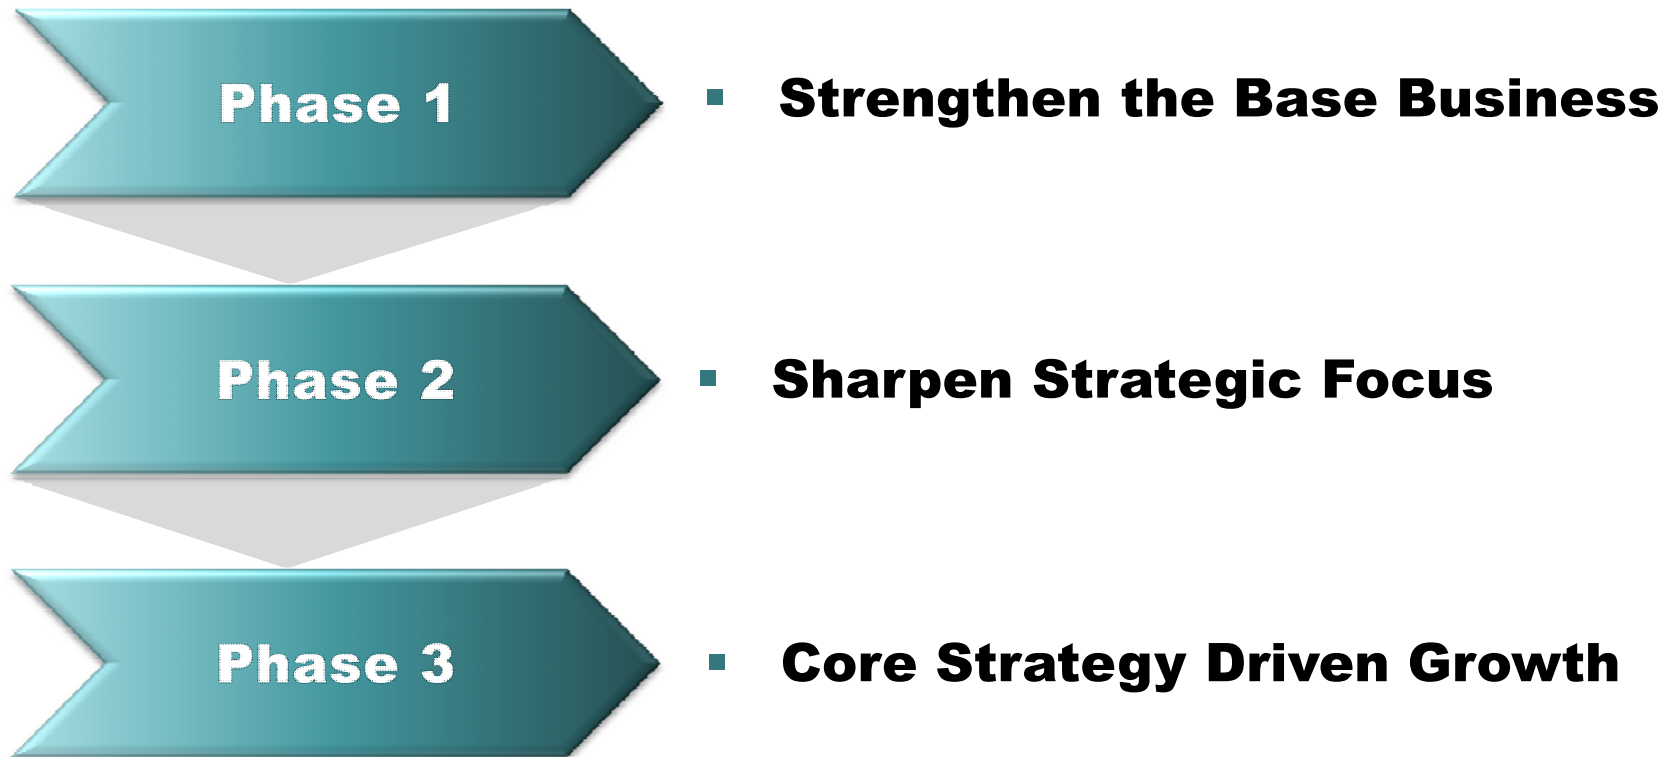 Phase 1
▪ Strengthen the Base Business
Phase 2
▪ Sharpen Strategic Focus
Phase 3
▪ Core Strategy Driven Growth